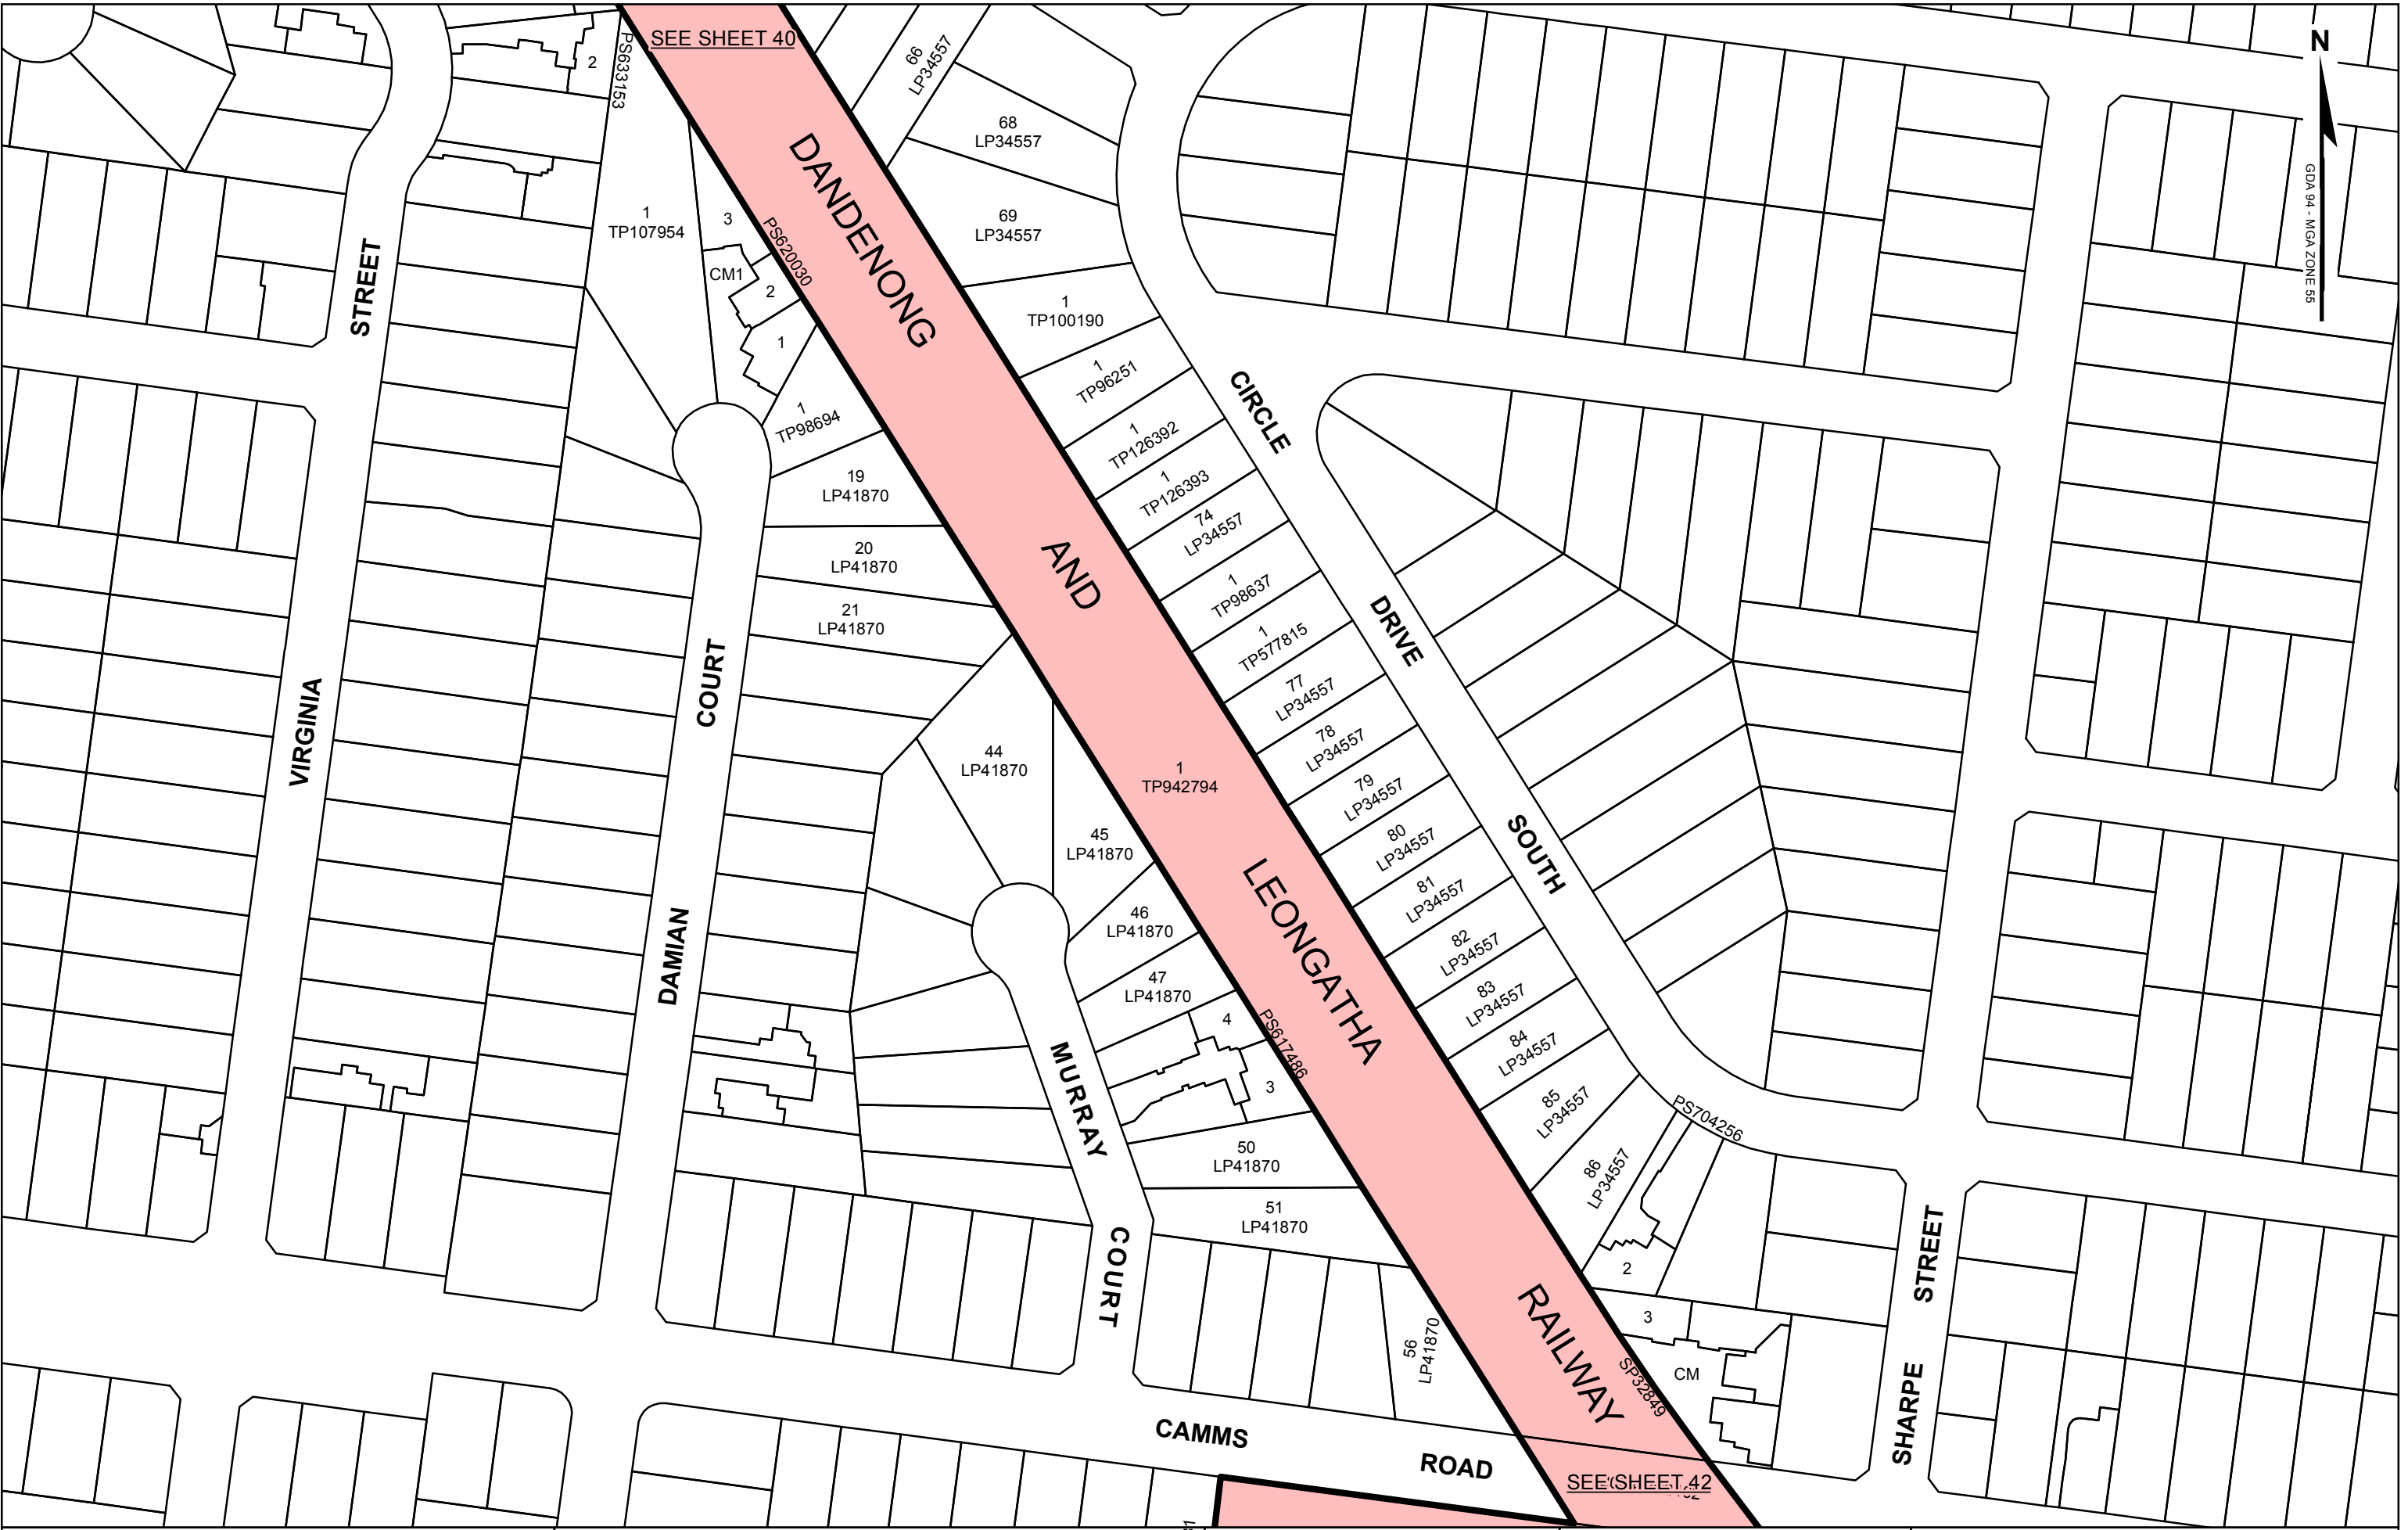 SEE SHEET 40
N
GDA 94 - MGA ZONE 55
2
PS633153
66
LP34557
68
LP34557
69
LP34557
1
TP107954
3
PS620030
CM1
2
1
1
TP98694
19
LP41870
20
LP41870
21
LP41870
1
TP100190
1
TP96251
1
TP126392
1
TP126393
74
LP34557
1
TP98637
1
TP577815
77
LP34557
78
LP34557
79
LP34557
80
LP34557
81
LP34557
82
LP34557
83
LP34557
84
LP34557
85
LP34557
86
LP34557
PS704256
DANDENONG
AND
LEONGATHA
RAILWAY
1
TP942794
44
LP41870
45
LP41870
46
LP41870
47
LP41870
4
PS617486
3
50
LP41870
51
LP41870
56
LP41870
2
3
CM
SP32849
VIRGINIA
STREET
DAMIAN
COURT
MURRAY
COURT
CIRCLE
DRIVE
SOUTH
SHARPE
STREET
CAMMS
ROAD
SEE SHEET 42